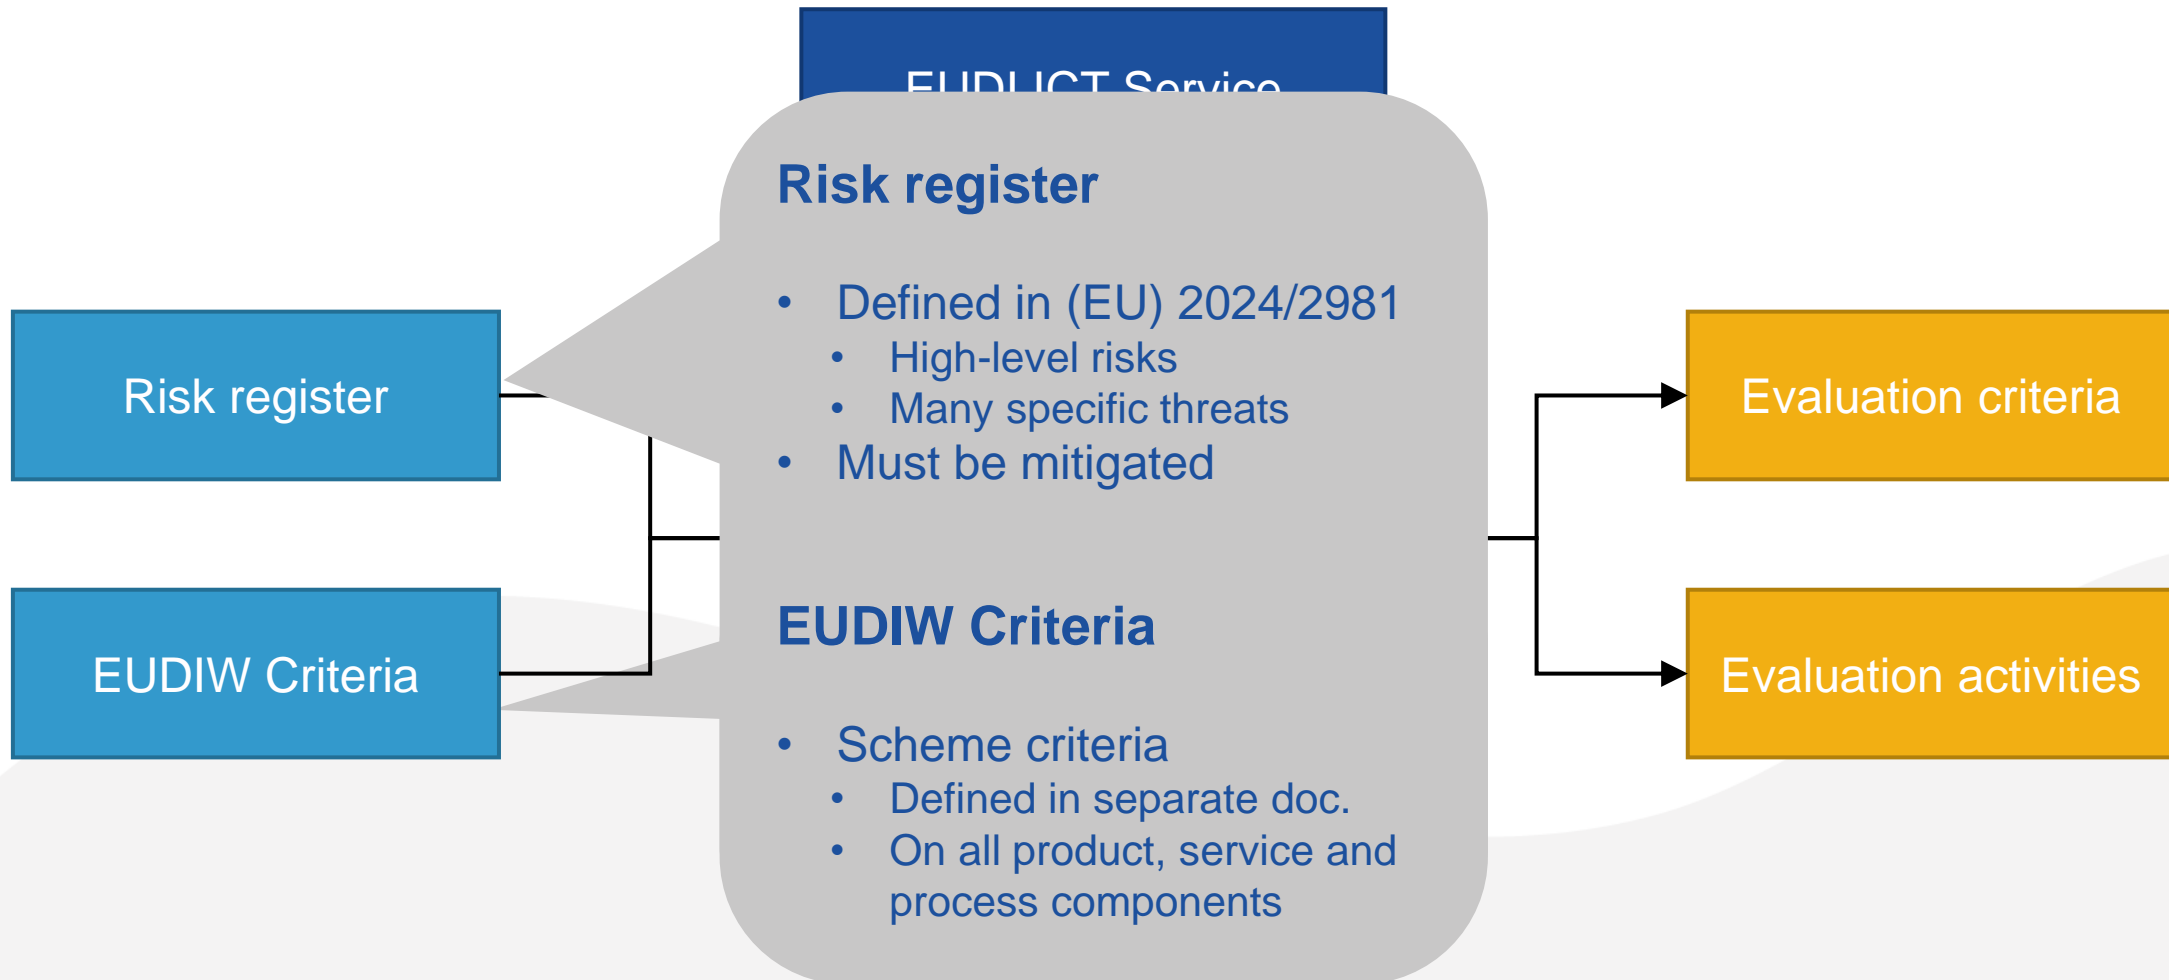 Risk register
• Defined in (EU) 2024/2981
• High-level risks
• Many specific threats
• Must be mitigated
EUDIW Criteria
• Scheme criteria
• Defined in separate doc.
• On all product, service and
process components
Risk register
EUDIW Criteria
Evaluation criteria
Evaluation activities